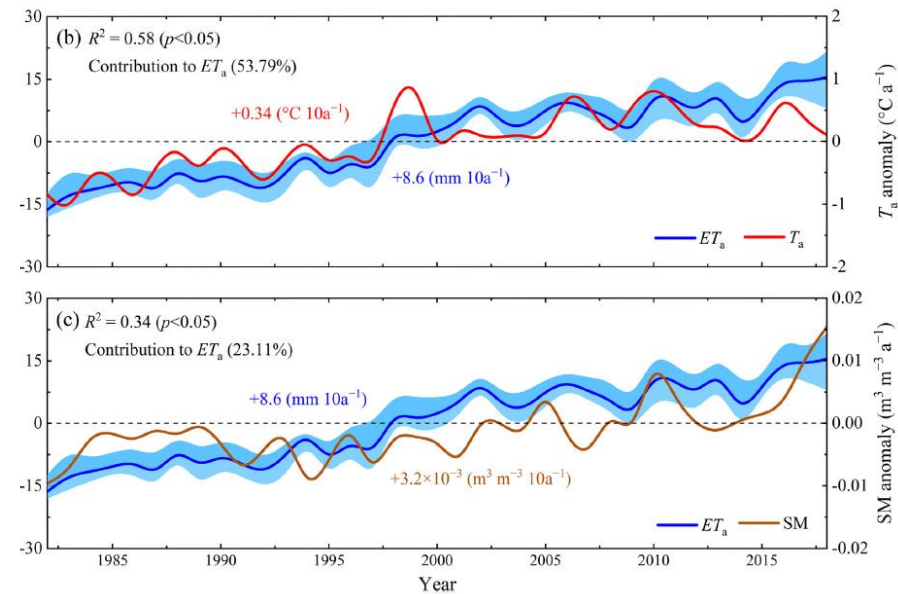 30
2
(b) R² = 0.58 (p<0.05)
Contribution to ETa (53.79%)
15
1
+0.34 (°C 10a⁻¹)
0
0
+8.6 (mm 10a⁻¹)
-15
-1
ETa Ta
-30
-2
Ta anomaly (°C a⁻¹)
30
0.02
(c) R² = 0.34 (p<0.05)
Contribution to ETa (23.11%)
15
0.01
+8.6 (mm 10a⁻¹)
0
0.00
+3.2×10⁻³ (m³ m⁻³ 10a⁻¹)
-15
-0.01
ETa SM
-30
-0.02
SM anomaly (m³ m⁻³ a⁻¹)
1985 1990 1995 2000 2005 2010 2015
Year